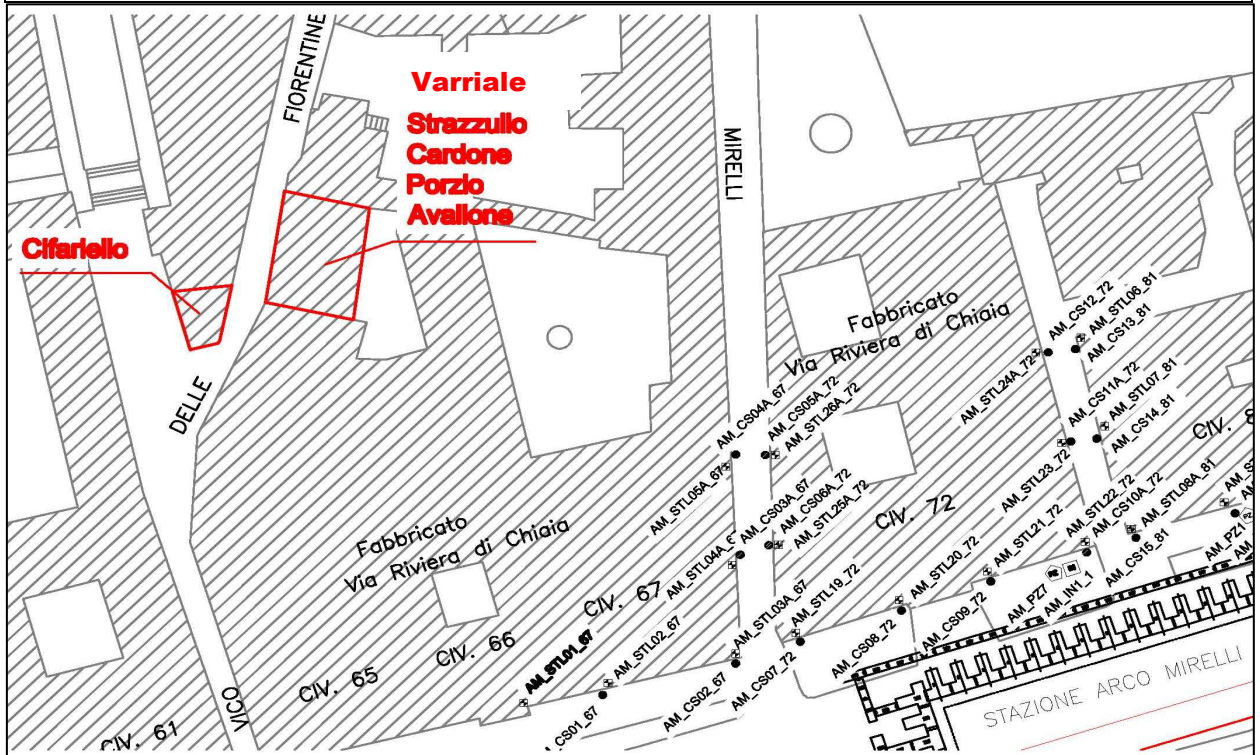 FIORENTINE
Varriale
Strazzullo
Cardone
Porzio
Avallone
MIRELLI
Cifariello
DELLE
VICO
Fabbricato
Via Riviera di Chiaia
Fabbricato
Via Riviera di Chiaia
CIV. 61
CIV. 65
CIV. 66
CIV. 67
CIV. 72
CIV. 8
AM_CS12_72
AM_STL06_81
AM_CS13_81
AM_STL24A_72
AM_CS11A_72
AM_STL07_81
AM_CS14_81
AM_STL23_72
AM_CS04A_67
AM_CS05A_72
AM_STL26A_72
AM_STL05A_67
AM_CS03A_67
AM_CS06A_72
AM_STL25A_72
AM_STL04A_6
AM_STL03A_67
AM_STL19_72
AM_STL20_72
AM_STL21_72
AM_STL22_72
AM_CS10A_72
AM_STL08A_81
AM_CS15_81
AM_PZ1
AM_PZ7
AM_IN1_1
AM_CS09_72
AM_CS08_72
AM_CS07_72
AM_CS02_67
AM_STL02_67
AM_STL01_67
AM_CS01_67
STAZIONE ARCO MIRELLI